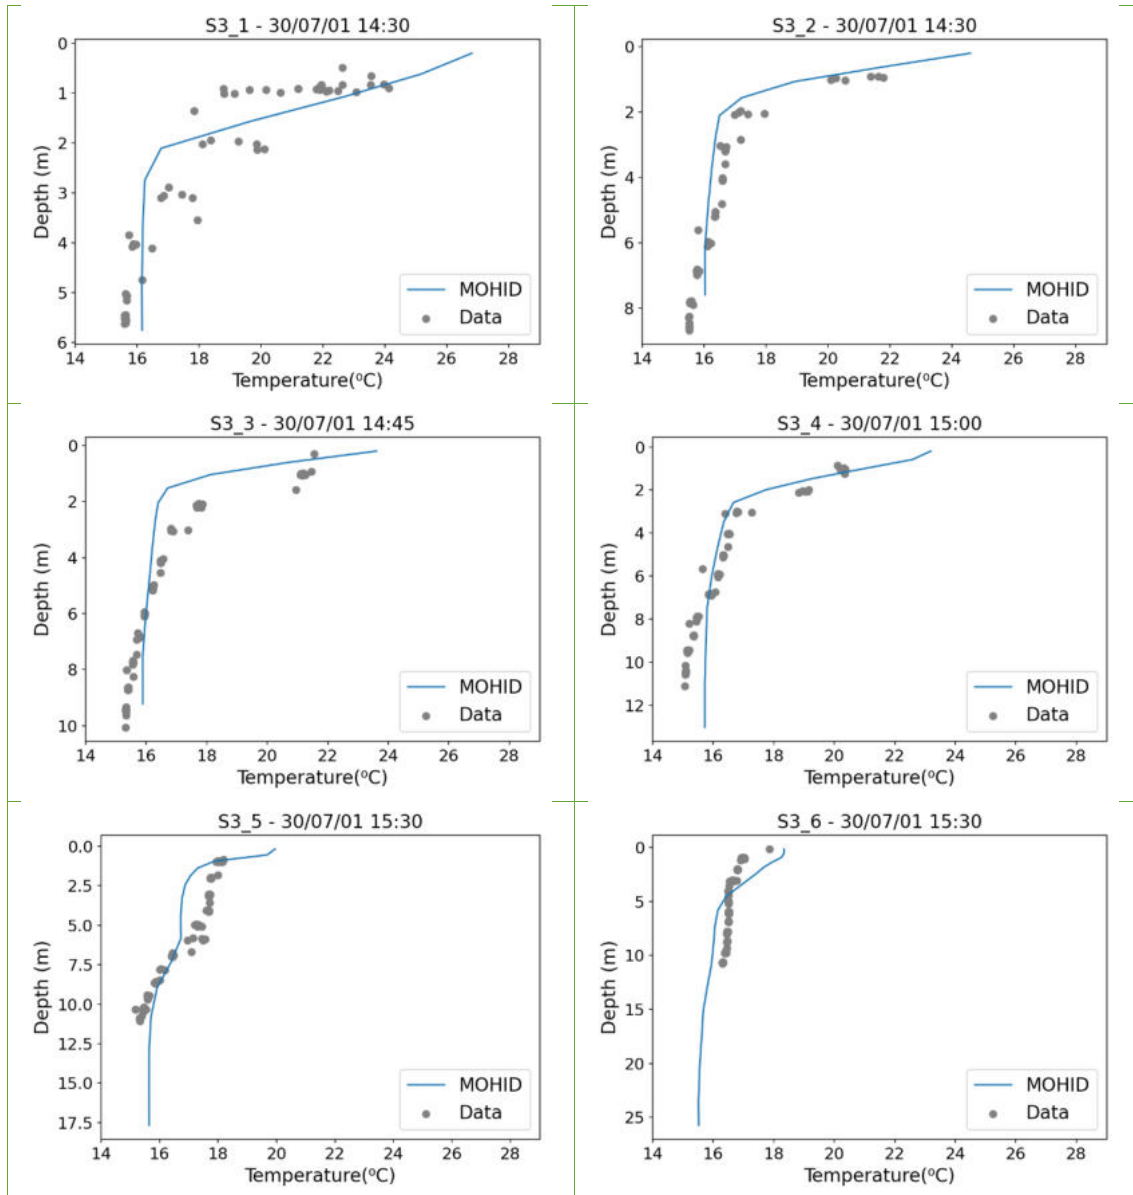 S3_1 - 30/07/01 14:30
0
1
2
3
4
5
6
Depth (m)
MOHID
Data
14 16 18 20 22 24 26 28
Temperature(ºC)
S3_2 - 30/07/01 14:30
0
2
4
6
8
Depth (m)
MOHID
Data
14 16 18 20 22 24 26 28
Temperature(ºC)
S3_3 - 30/07/01 14:45
0
2
4
6
8
10
Depth (m)
MOHID
Data
14 16 18 20 22 24 26 28
Temperature(ºC)
S3_4 - 30/07/01 15:00
0
2
4
6
8
10
12
Depth (m)
MOHID
Data
14 16 18 20 22 24 26 28
Temperature(ºC)
S3_5 - 30/07/01 15:30
0.0
2.5
5.0
7.5
10.0
12.5
15.0
17.5
Depth (m)
MOHID
Data
14 16 18 20 22 24 26 28
Temperature(ºC)
S3_6 - 30/07/01 15:30
0
5
10
15
20
25
Depth (m)
MOHID
Data
14 16 18 20 22 24 26 28
Temperature(ºC)